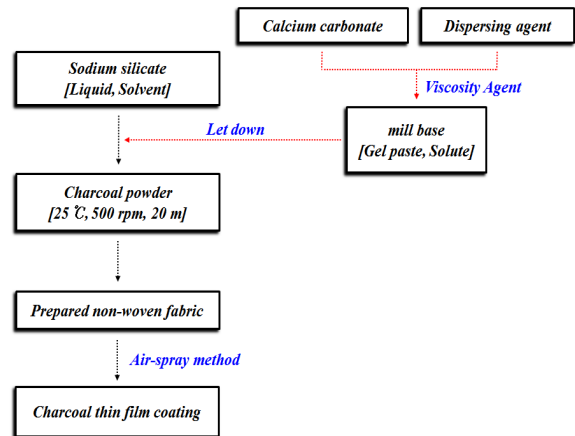 Calcium carbonate
Dispersing agent
Sodium silicate
[Liquid, Solvent]
Viscosity Agent
Let down
mill base
[Gel paste, Solute]
Charcoal powder
[25 ℃, 500 rpm, 20 m]
Prepared non-woven fabric
Air-spray method
Charcoal thin film coating